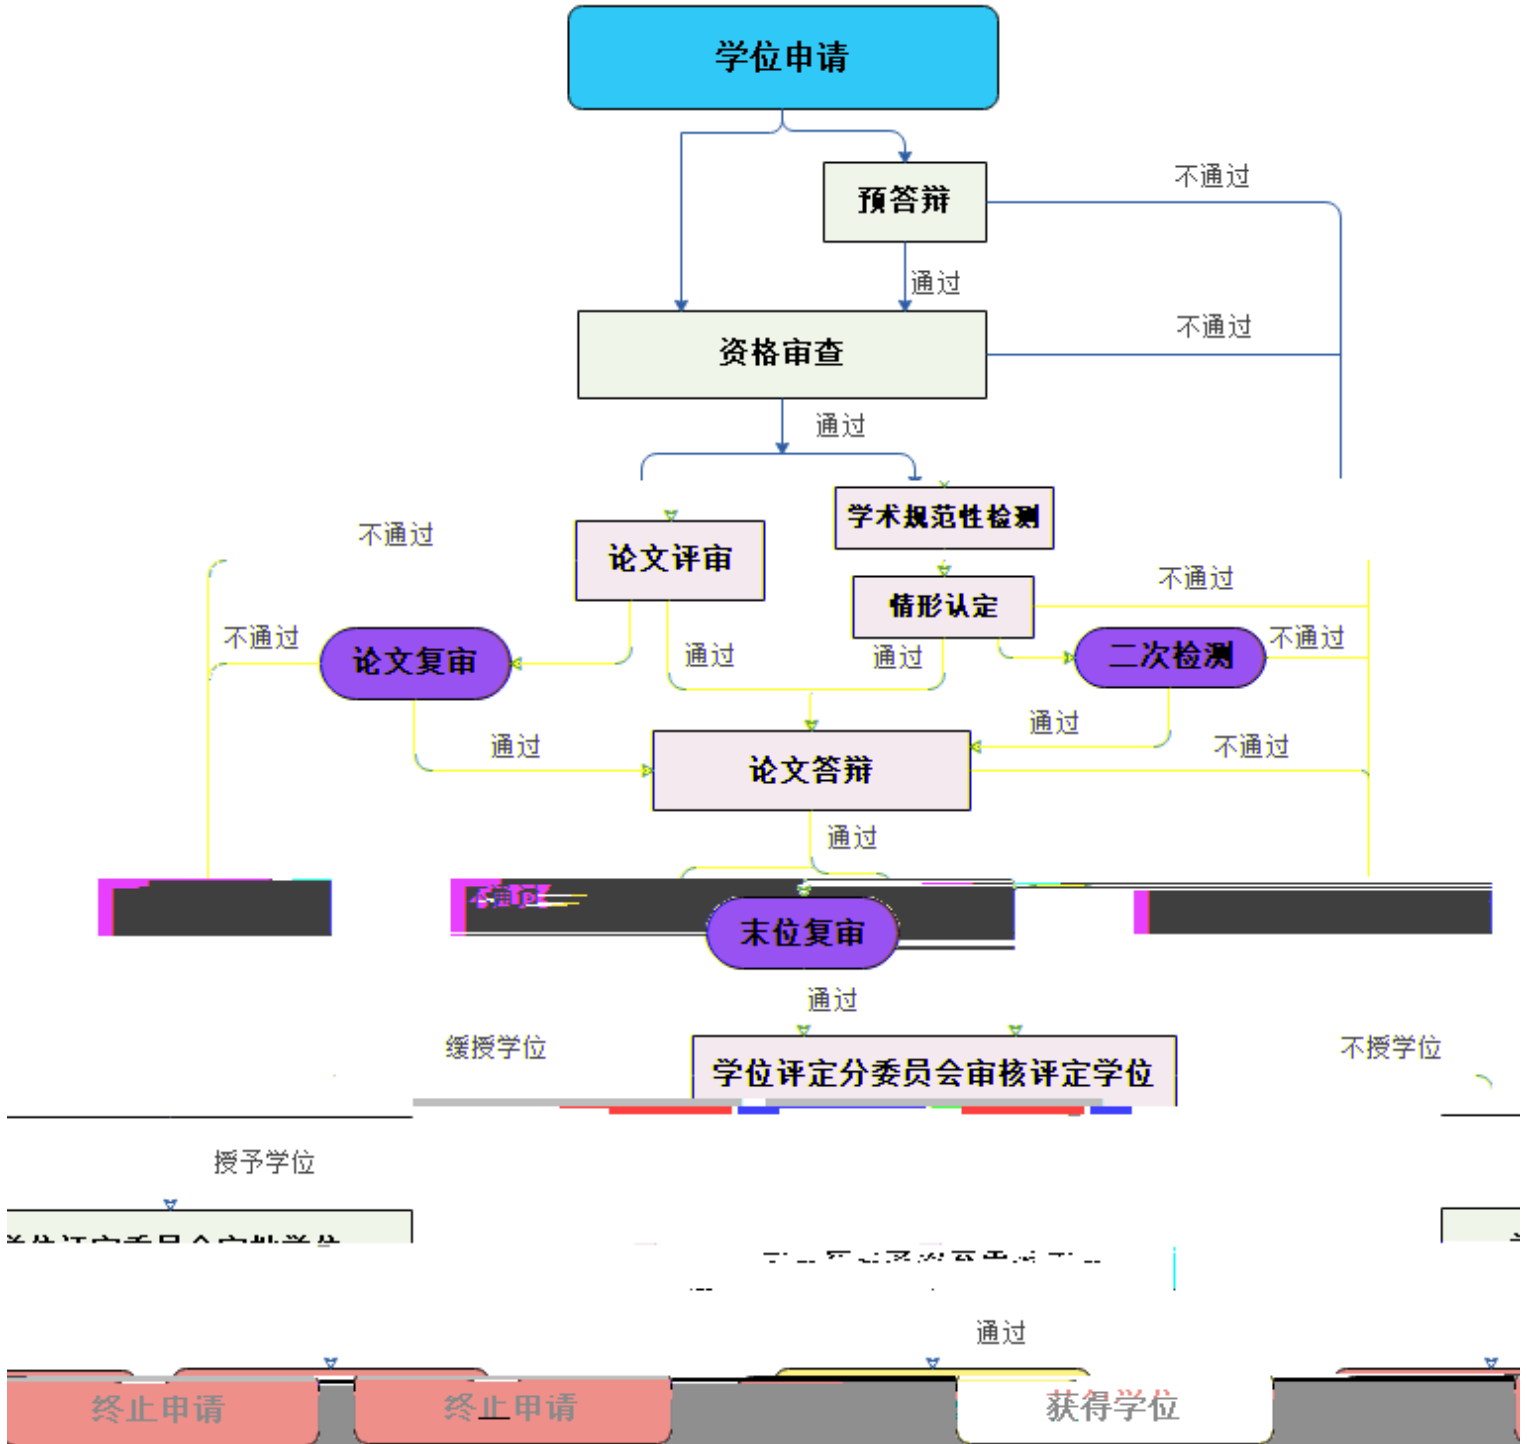 学位申请
不通过
预答辩
通过
不通过
资格审查
通过
学术规范性检测
不通过
论文评审
不通过
情形认定
不通过
不通过
论文复审
通过
通过
二次检测
通过
通过
不通过
论文答辩
通过
不通过
末位复审
通过
缓授学位
不授学位
学位评定分委员会审核评定学位
授予学位
通过
终止申请
终止申请
获得学位